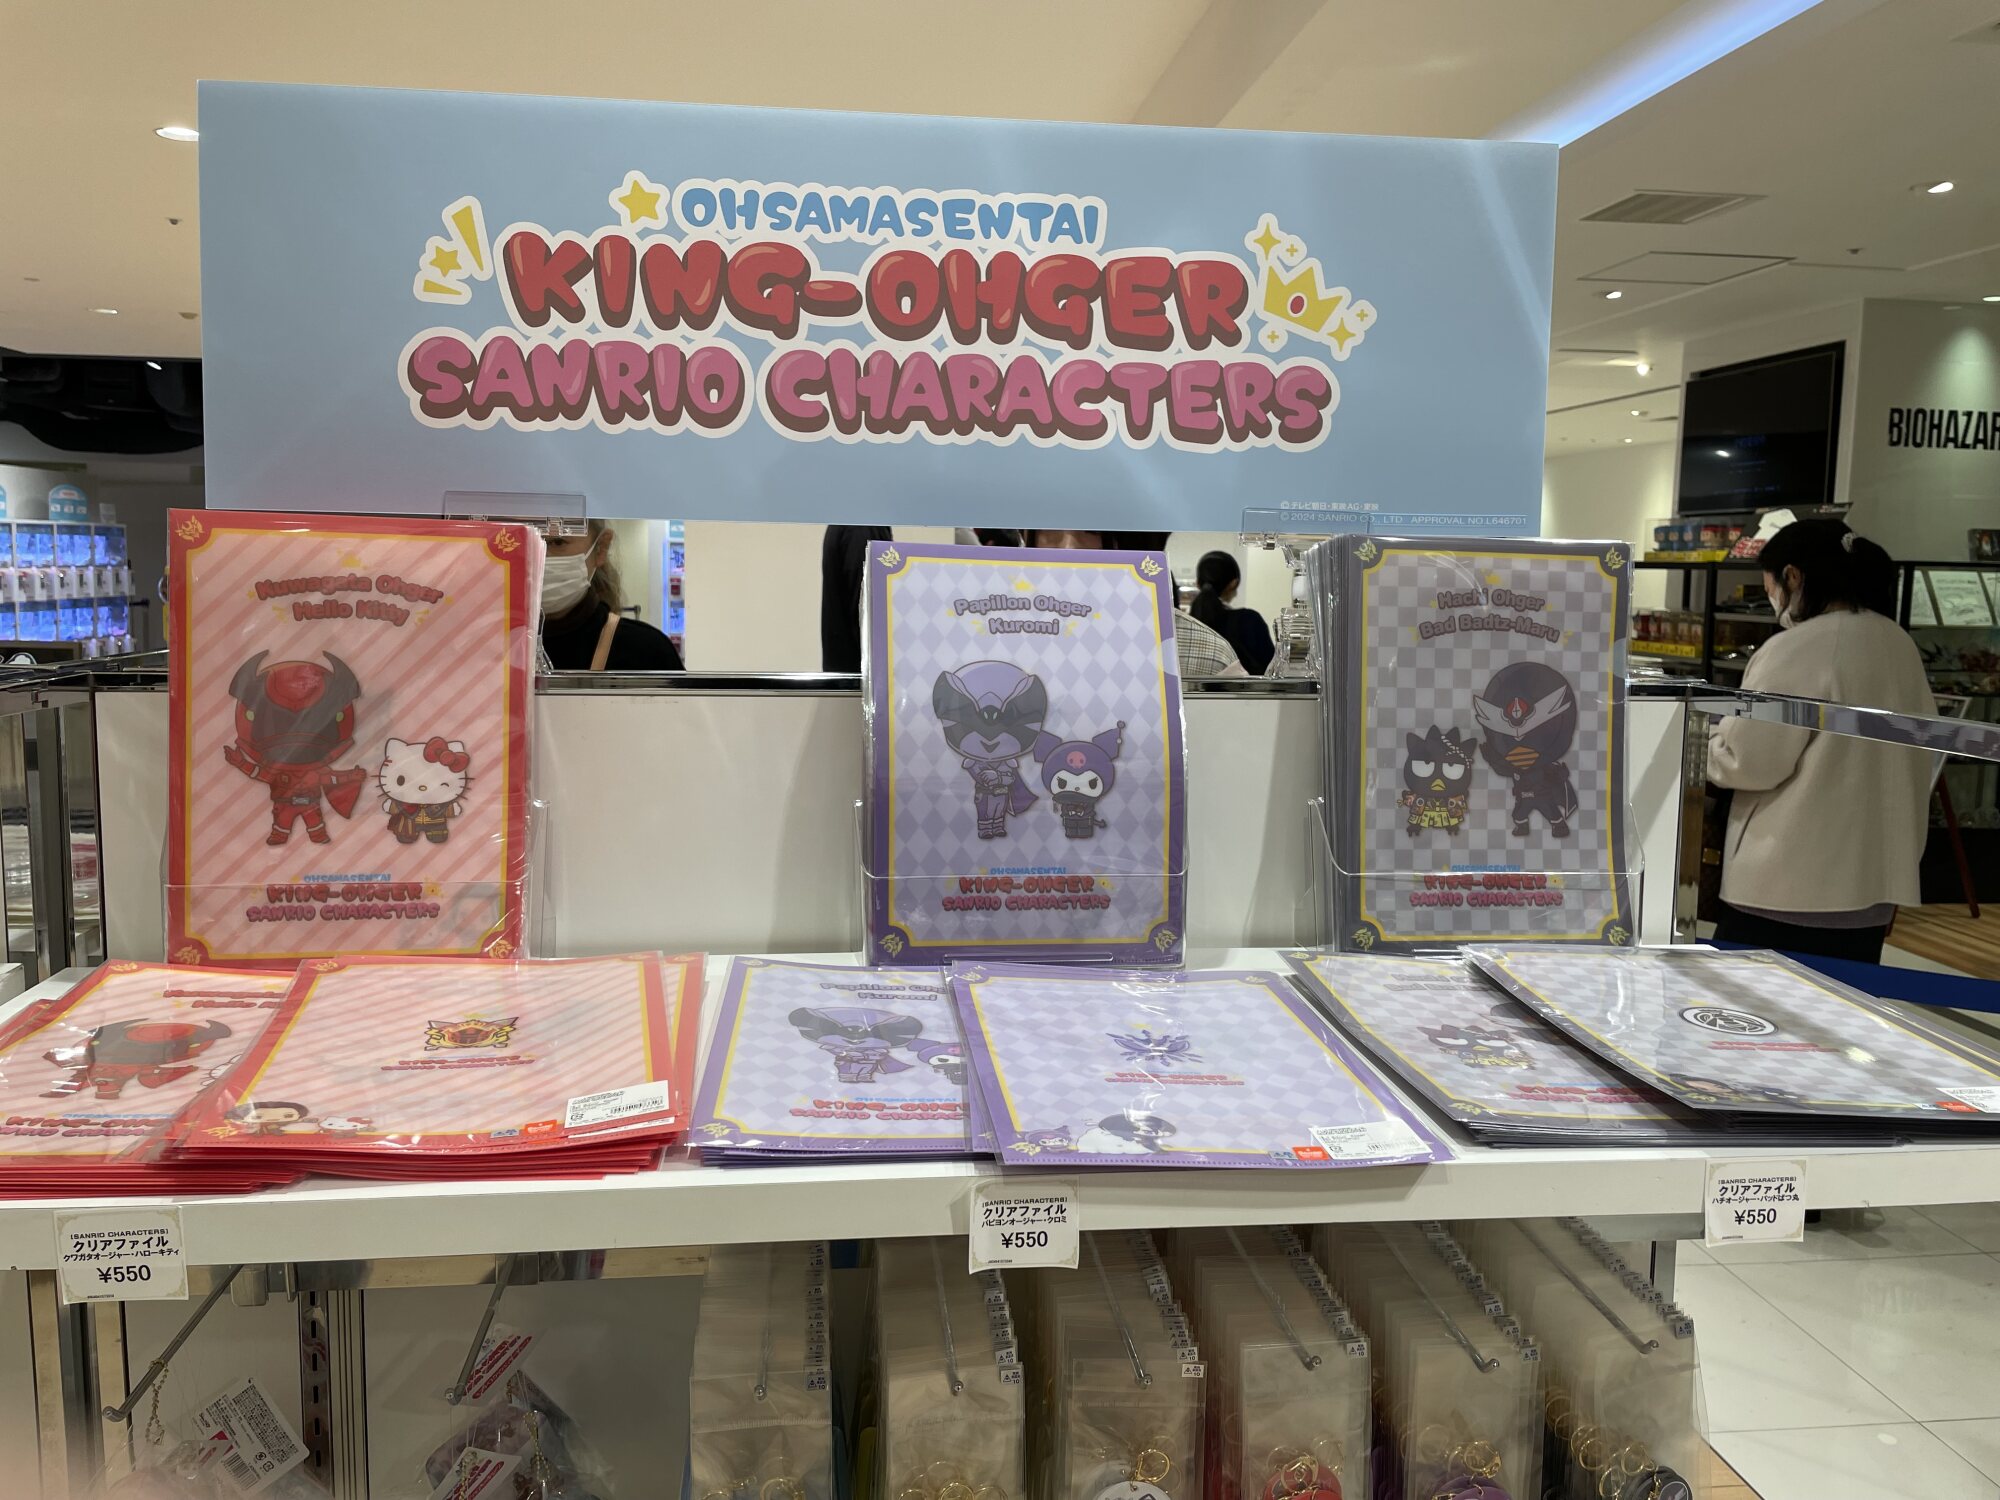 OHSAMASENTAI
KING-OHGER
SANRIO CHARACTERS
©テレビ朝日・東映AG・東映
©2024 SANRIO CO., LTD APPROVAL NO.L646701
BIOHAZAR
Kuwagata Ohger
Hello Kitty
OHSAMASENTAI
KING-OHGER
SANRIO CHARACTERS
Papillon Ohger
Kuromi
OHSAMASENTAI
KING-OHGER
SANRIO CHARACTERS
Hachi Ohger
Bad Badtz-Maru
OHSAMASENTAI
KING-OHGER
SANRIO CHARACTERS
Papillon Ohg
Kuromi
[SANRIO CHARACTERS]
クリアファイル
クワガタオージャー・ハローキティ
¥550
[SANRIO CHARACTERS]
クリアファイル
パピヨンオージャー・クロミ
¥550
[SANRIO CHARACTERS]
クリアファイル
ハチオージャー・バッドばつ丸
¥550